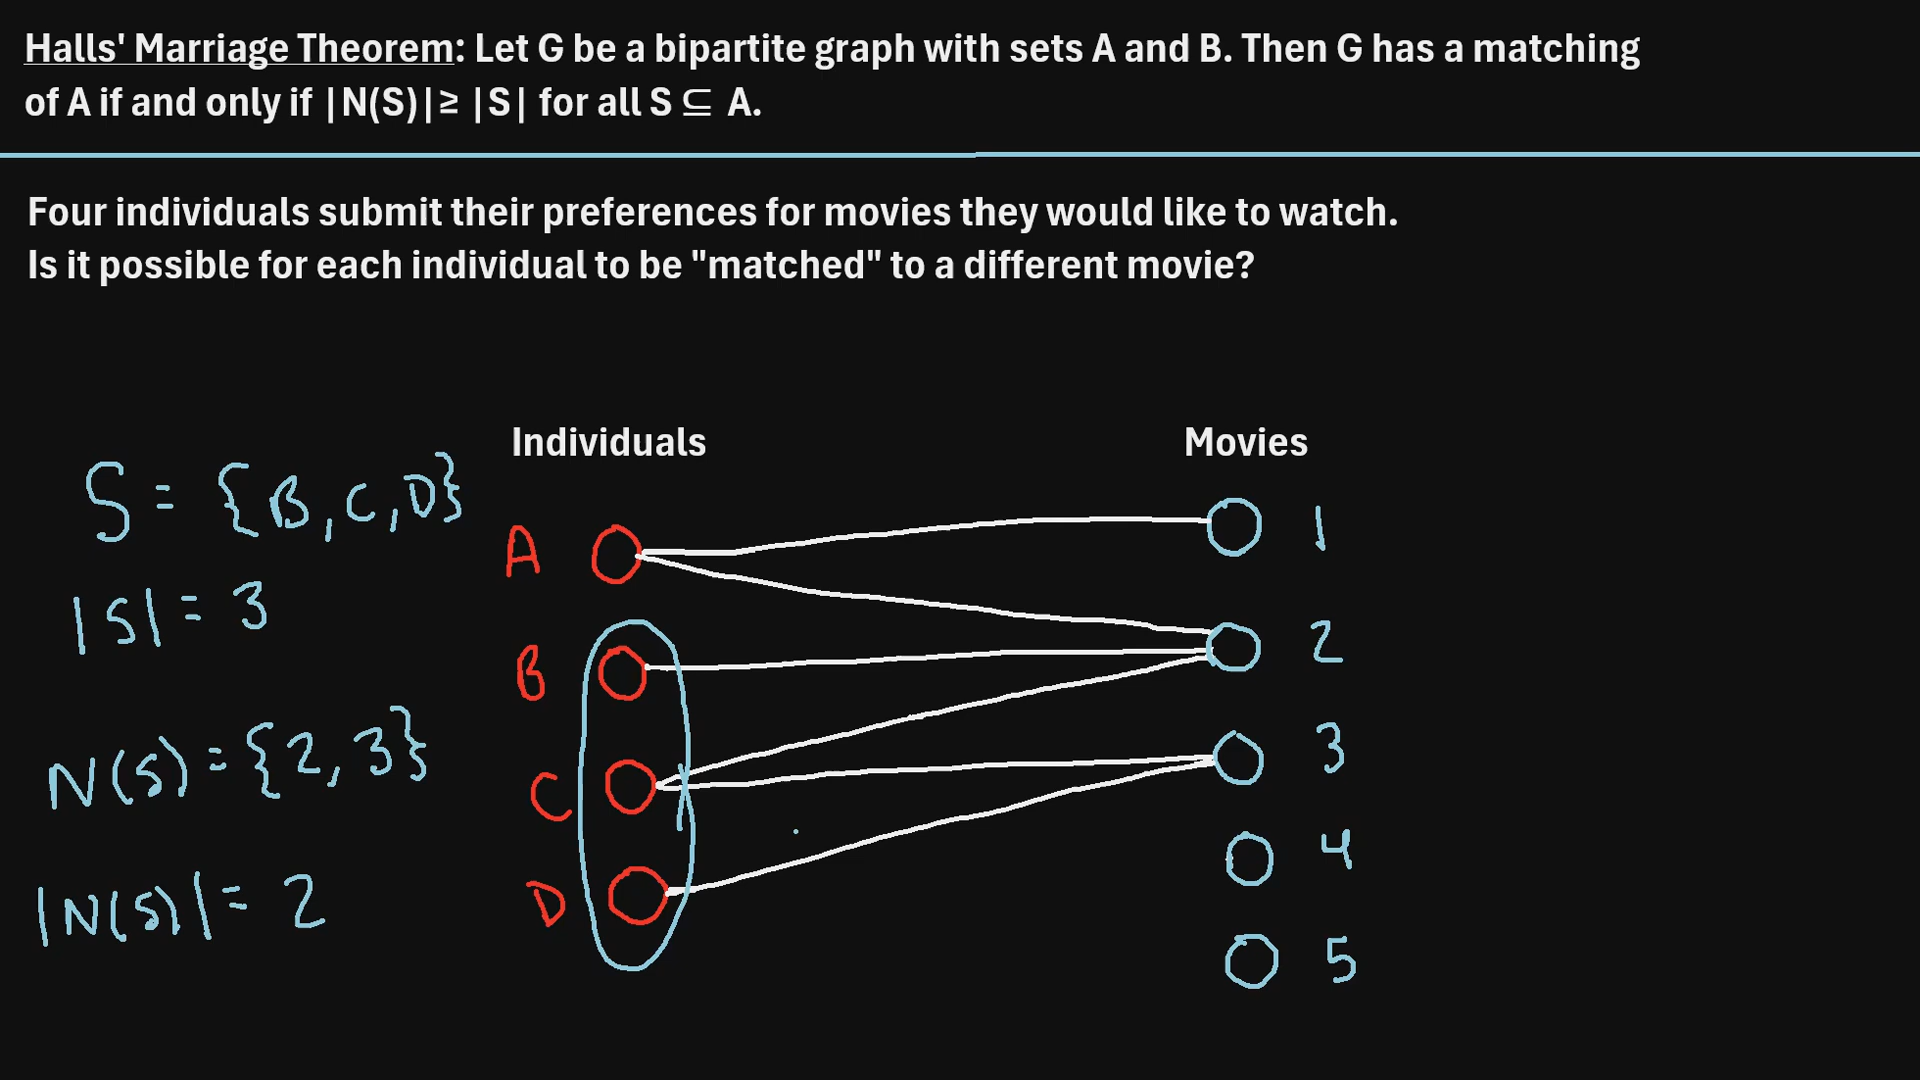 Halls' Marriage Theorem: Let G be a bipartite graph with sets A and B. Then G has a matching
of A if and only if |N(S)|≥ |S| for all S ⊆ A.
Four individuals submit their preferences for movies they would like to watch.
Is it possible for each individual to be "matched" to a different movie?
Individuals
Movies
S = {B,C,D}
|S| = 3
N(S) = {2,3}
|N(S)| = 2
A
B
C
D
1
2
3
4
5